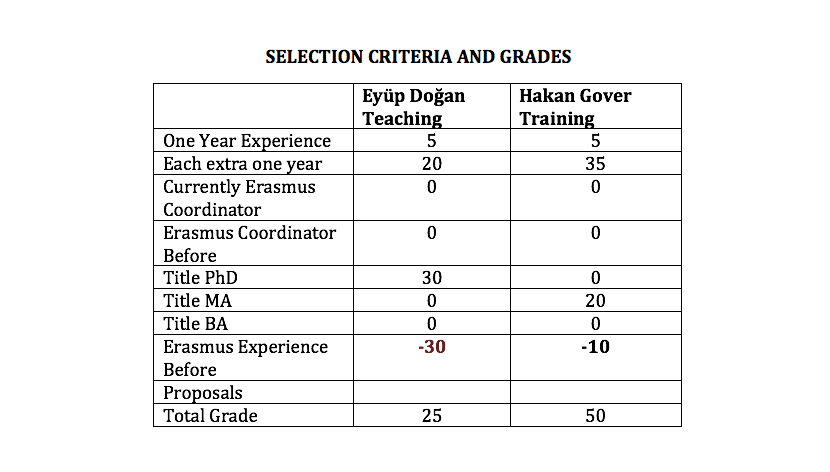 SELECTION CRITERIA AND GRADES
Eyüp Doğan Hakan Gover
Teaching Training
One Year Experience 5 5
Each extra one year 20 35
Currently Erasmus 0 0
Coordinator
Erasmus Coordinator 0 0
Before
Title PhD 30 0
Title MA 0 20
Title BA 0 0
Erasmus Experience -30 -10
Before
Proposals
Total Grade 25 50